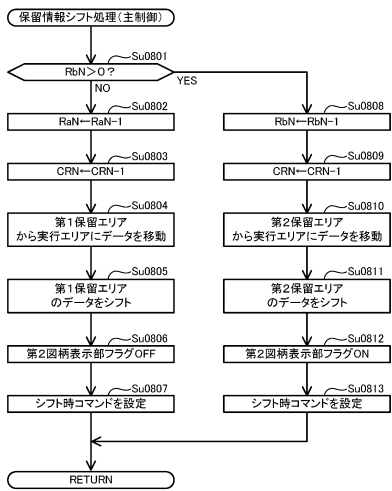 保留情報シフト処理(主制御)
Su0801
RbN＞0？
NO
YES
Su0802
RaN←RaN-1
Su0803
CRN←CRN-1
Su0804
第1保留エリア
から実行エリアにデータを移動
Su0805
第1保留エリア
のデータをシフト
Su0806
第2図柄表示部フラグOFF
Su0807
シフト時コマンドを設定
Su0808
RbN←RbN-1
Su0809
CRN←CRN-1
Su0810
第2保留エリア
から実行エリアにデータを移動
Su0811
第2保留エリア
のデータをシフト
Su0812
第2図柄表示部フラグON
Su0813
シフト時コマンドを設定
RETURN